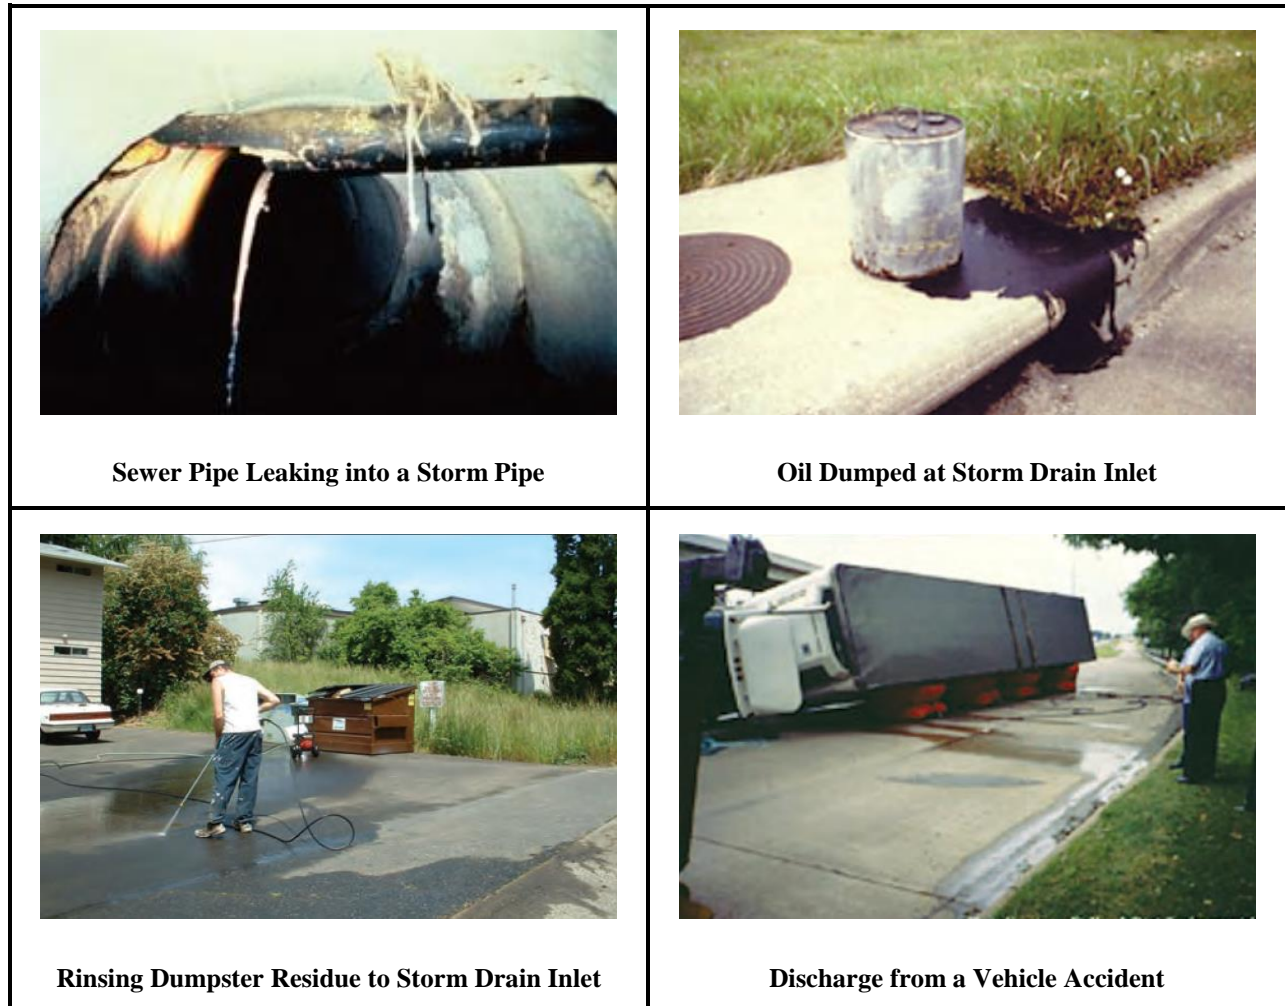 Sewer Pipe Leaking into a Storm Pipe
Oil Dumped at Storm Drain Inlet
Rinsing Dumpster Residue to Storm Drain Inlet
Discharge from a Vehicle Accident